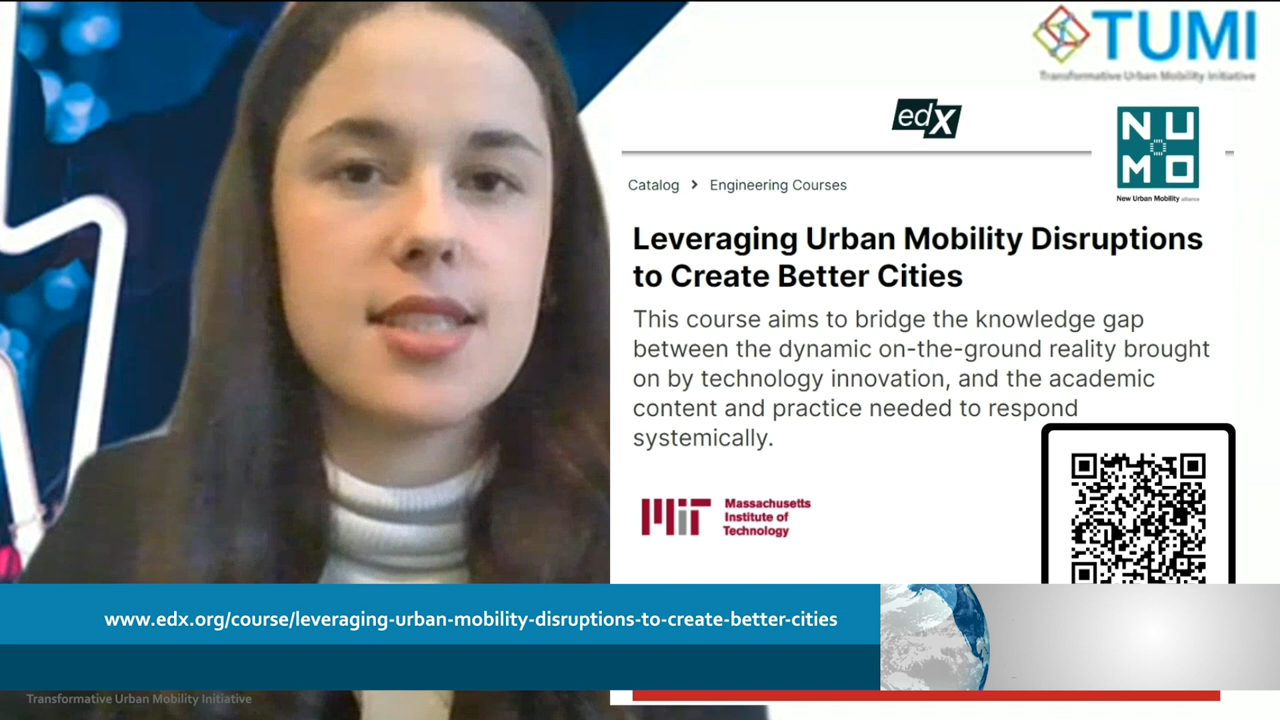 TUMI
Transformative Urban Mobility Initiative
edX
NUMO
New Urban Mobility alliance
Catalog > Engineering Courses
Leveraging Urban Mobility Disruptions
to Create Better Cities
This course aims to bridge the knowledge gap
between the dynamic on-the-ground reality brought
on by technology innovation, and the academic
content and practice needed to respond
systemically.
MIT
Massachusetts
Institute of
Technology
www.edx.org/course/leveraging-urban-mobility-disruptions-to-create-better-cities
Transformative Urban Mobility Initiative